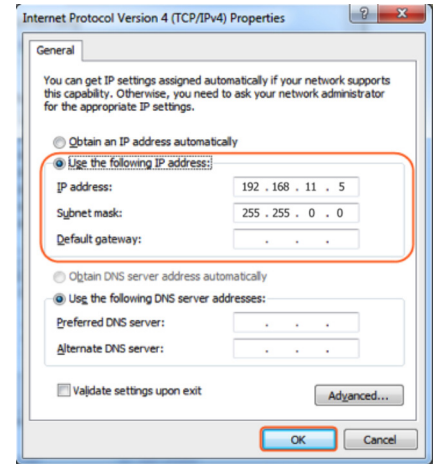 Internet Protocol Version 4 (TCP/IPv4) Properties
General
You can get IP settings assigned automatically if your network supports
this capability. Otherwise, you need to ask your network administrator
for the appropriate IP settings.
Obtain an IP address automatically
Use the following IP address:
IP address: 192 . 168 . 11 . 5
Subnet mask: 255 . 255 . 0 . 0
Default gateway: . . .
Obtain DNS server address automatically
Use the following DNS server addresses:
Preferred DNS server: . . .
Alternate DNS server: . . .
Validate settings upon exit
Advanced...
OK Cancel